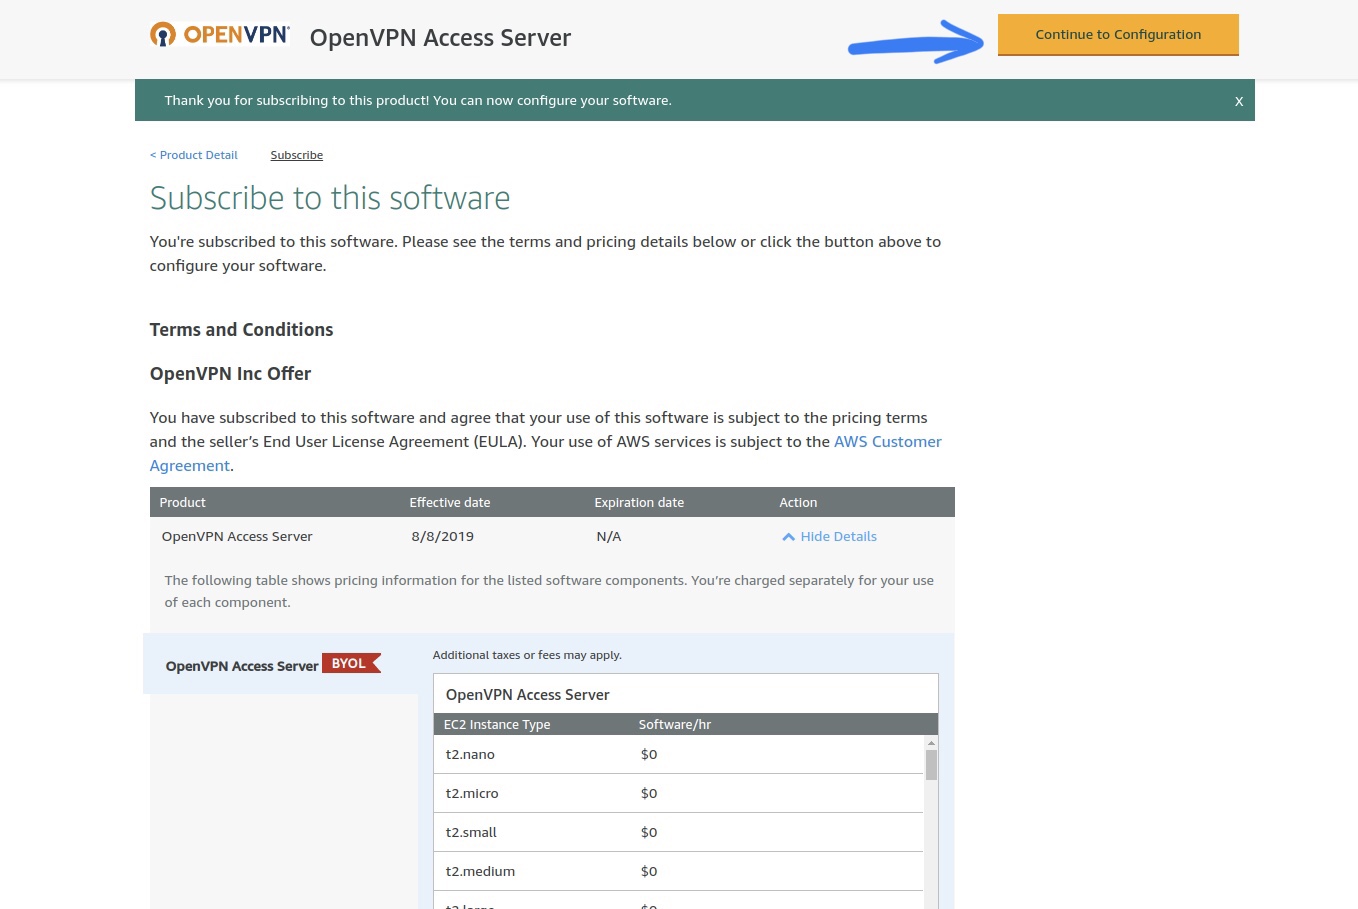 OPENVPN OpenVPN Access Server Continue to Configuration
Thank you for subscribing to this product! You can now configure your software. X
< Product Detail Subscribe
Subscribe to this software
You're subscribed to this software. Please see the terms and pricing details below or click the button above to
configure your software.
Terms and Conditions
OpenVPN Inc Offer
You have subscribed to this software and agree that your use of this software is subject to the pricing terms
and the seller’s End User License Agreement (EULA). Your use of AWS services is subject to the AWS Customer
Agreement.
Product Effective date Expiration date Action
OpenVPN Access Server 8/8/2019 N/A Hide Details
The following table shows pricing information for the listed software components. You’re charged separately for your use
of each component.
OpenVPN Access Server BYOL
Additional taxes or fees may apply.
OpenVPN Access Server
EC2 Instance Type Software/hr
t2.nano $0
t2.micro $0
t2.small $0
t2.medium $0
t2.large $0